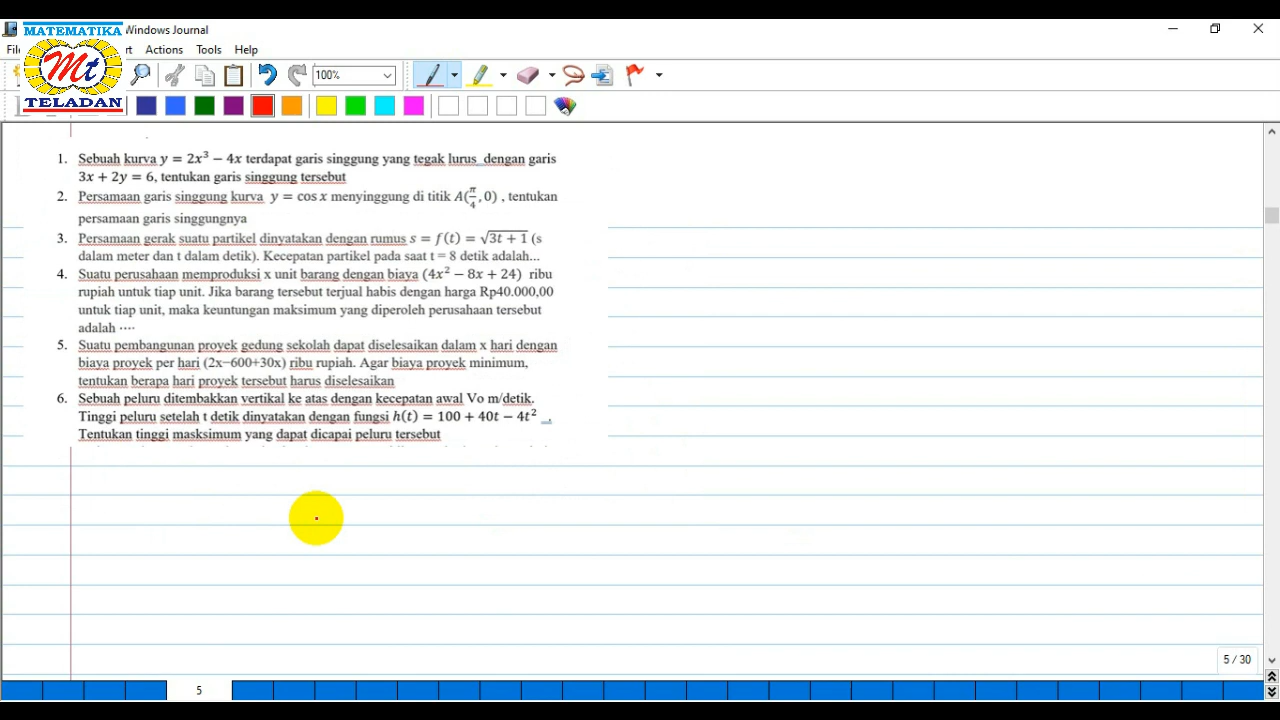 MATEMATIKA
Mt
TELADAN
Windows Journal
Actions Tools Help
100%
1. Sebuah kurva y = 2x³ − 4x terdapat garis singgung yang tegak lurus dengan garis
3x + 2y = 6, tentukan garis singgung tersebut
2. Persamaan garis singgung kurva y = cos x menyinggung di titik A(π/4, 0) , tentukan
persamaan garis singgungnya
3. Persamaan gerak suatu partikel dinyatakan dengan rumus s = f(t) = √3t + 1 (s
dalam meter dan t dalam detik). Kecepatan partikel pada saat t = 8 detik adalah...
4. Suatu perusahaan memproduksi x unit barang dengan biaya (4x² − 8x + 24) ribu
rupiah untuk tiap unit. Jika barang tersebut terjual habis dengan harga Rp40.000,00
untuk tiap unit, maka keuntungan maksimum yang diperoleh perusahaan tersebut
adalah ....
5. Suatu pembangunan proyek gedung sekolah dapat diselesaikan dalam x hari dengan
biaya proyek per hari (2x−600+30x) ribu rupiah. Agar biaya proyek minimum,
tentukan berapa hari proyek tersebut harus diselesaikan
6. Sebuah peluru ditembakkan vertikal ke atas dengan kecepatan awal Vo m/detik.
Tinggi peluru setelah t detik dinyatakan dengan fungsi h(t) = 100 + 40t − 4t² .
Tentukan tinggi masksimum yang dapat dicapai peluru tersebut
5 / 30
5